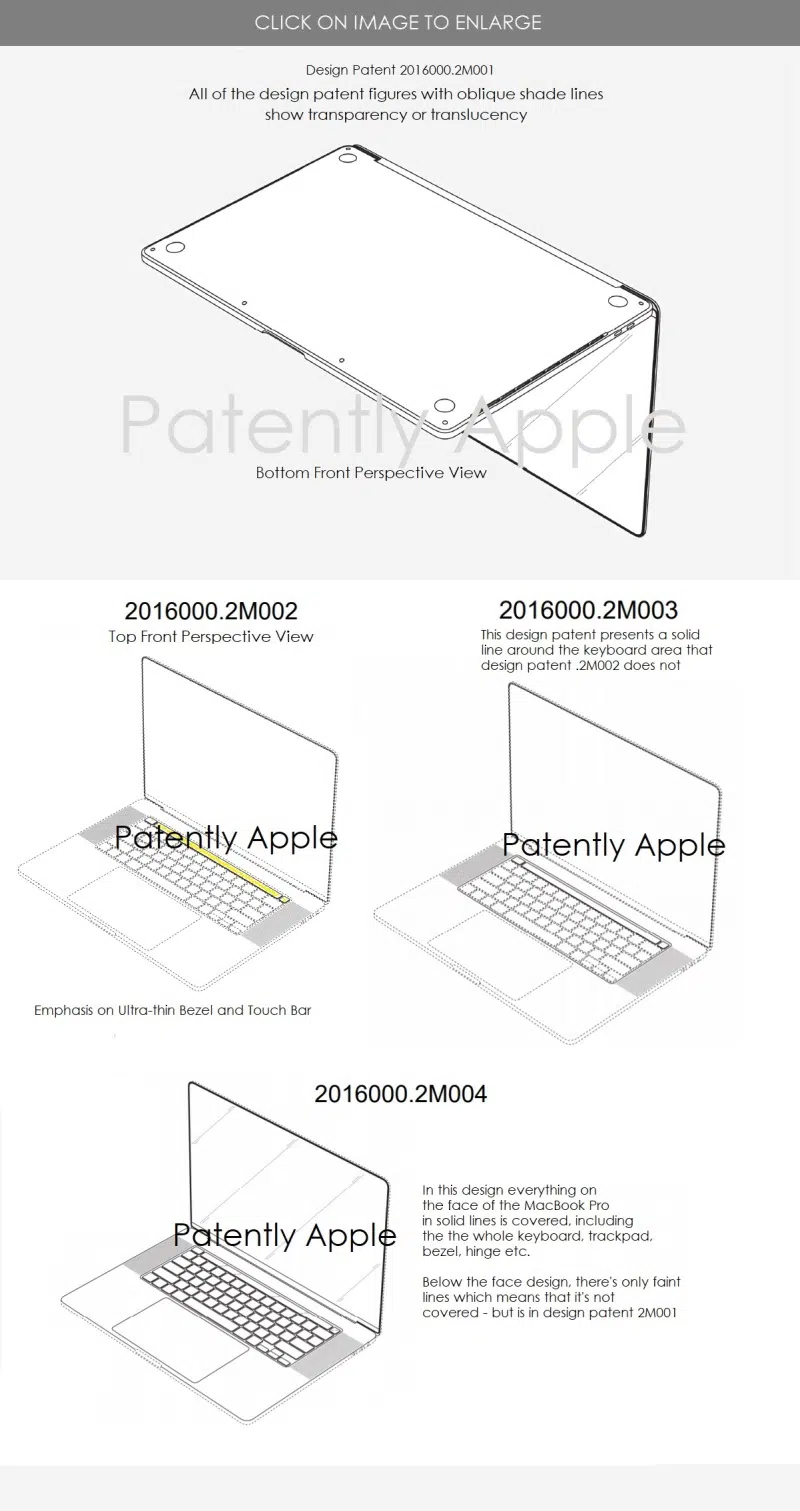 CLICK ON IMAGE TO ENLARGE
Design Patent 2016000.2M001
All of the design patent figures with oblique shade lines
show transparency or translucency
Patently Apple
Bottom Front Perspective View
2016000.2M002
Top Front Perspective View
2016000.2M003
This design patent presents a solid
line around the keyboard area that
design patent .2M002 does not
Patently Apple
Patently Apple
Emphasis on Ultra-thin Bezel and Touch Bar
2016000.2M004
Patently Apple
In this design everything on
the face of the MacBook Pro
in solid lines is covered, including
the the whole keyboard, trackpad,
bezel, hinge etc.
Below the face design, there's only faint
lines which means that it's not
covered - but is in design patent 2M001